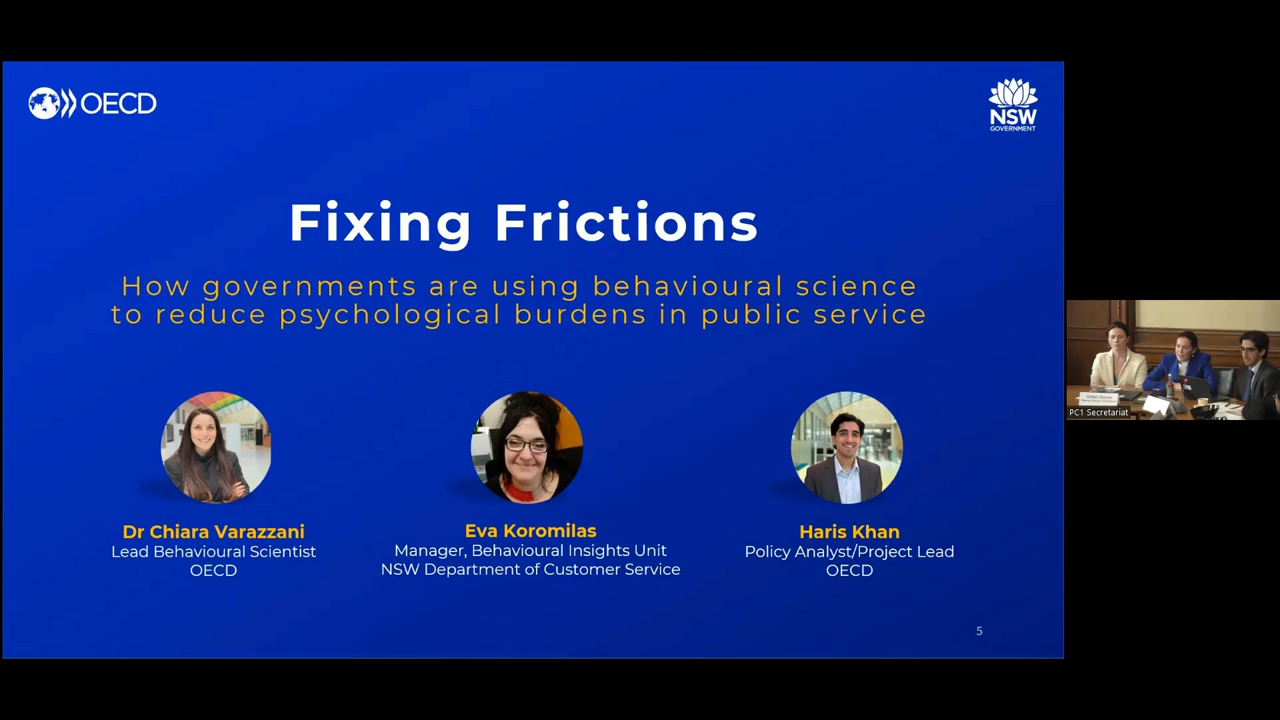 OECD
NSW
GOVERNMENT
Fixing Frictions
How governments are using behavioural science
to reduce psychological burdens in public service
Dr Chiara Varazzani
Lead Behavioural Scientist
OECD
Eva Koromilas
Manager, Behavioural Insights Unit
NSW Department of Customer Service
Haris Khan
Policy Analyst/Project Lead
OECD
5
PC1 Secretariat